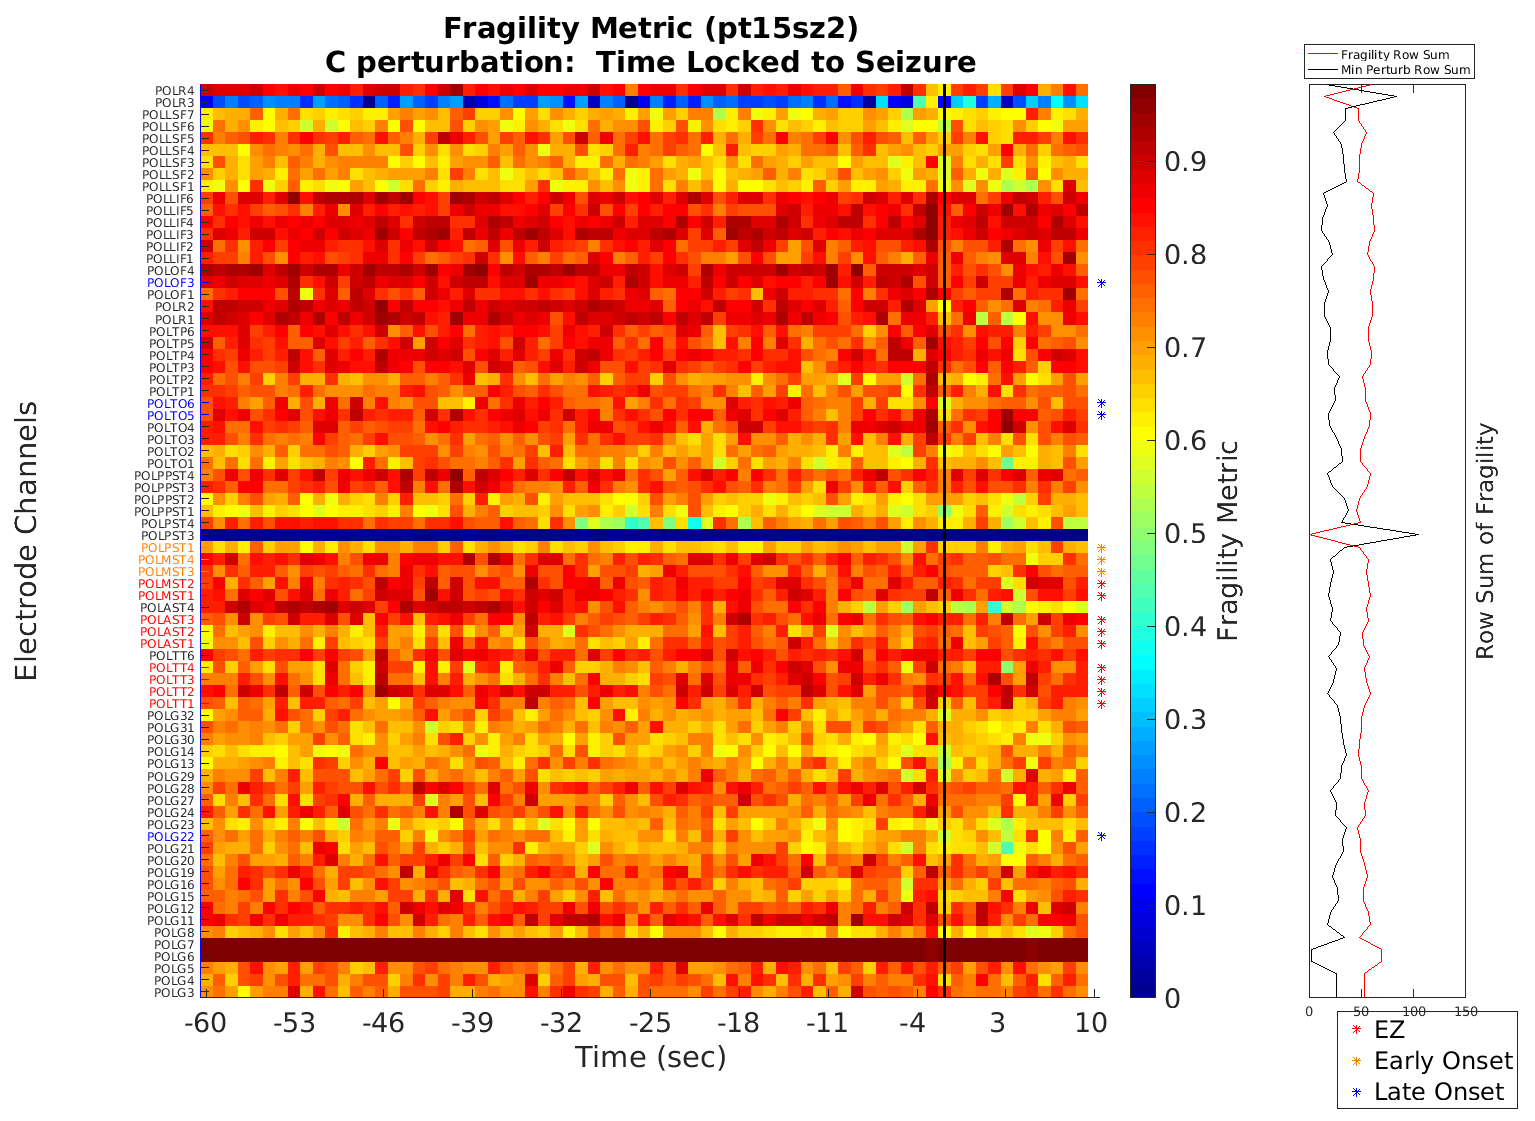 Fragility Metric (pt15sz2)
C perturbation:  Time Locked to Seizure
Fragility Row Sum
Min Perturb Row Sum
Electrode Channels
POLR4
POLR3
POLLSF7
POLLSF6
POLLSF5
POLLSF4
POLLSF3
POLLSF2
POLLSF1
POLLIF6
POLLIF5
POLLIF4
POLLIF3
POLLIF2
POLLIF1
POLOF4
POLOF3
POLOF1
POLR2
POLR1
POLTP6
POLTP5
POLTP4
POLTP3
POLTP2
POLTP1
POLTO6
POLTO5
POLTO4
POLTO3
POLTO2
POLTO1
POLPPST4
POLPPST3
POLPPST2
POLPPST1
POLPST4
POLPST3
POLPST1
POLMST4
POLMST3
POLMST2
POLMST1
POLAST4
POLAST3
POLAST2
POLAST1
POLTT6
POLTT4
POLTT3
POLTT2
POLTT1
POLG32
POLG31
POLG30
POLG14
POLG13
POLG29
POLG28
POLG27
POLG24
POLG23
POLG22
POLG21
POLG20
POLG19
POLG16
POLG15
POLG12
POLG11
POLG8
POLG7
POLG6
POLG5
POLG4
POLG3
-60 -53 -46 -39 -32 -25 -18 -11 -4 3 10
Time (sec)
0.9
0.8
0.7
0.6
0.5
0.4
0.3
0.2
0.1
0
Fragility Metric
Row Sum of Fragility
0 50 100 150
EZ
Early Onset
Late Onset